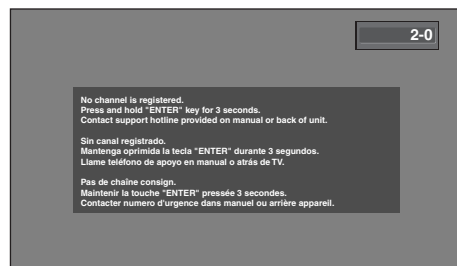 2-0
No channel is registered.
Press and hold "ENTER" key for 3 seconds.
Contact support hotline provided on manual or back of unit.
Sin canal registrado.
Mantenga oprimida la tecla "ENTER" durante 3 segundos.
Llame teléfono de apoyo en manual o atrás de TV.
Pas de chaîne consign.
Maintenir la touche "ENTER" pressée 3 secondes.
Contacter numero d'urgence dans manuel ou arrière appareil.